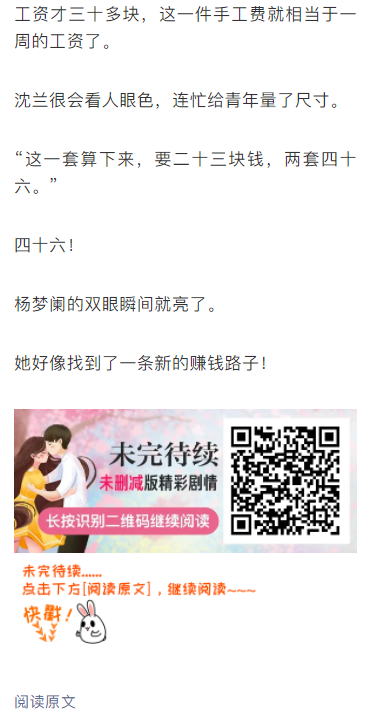 工资才三十多块，这一件手工费就相当于一
周的工资了。
沈兰很会看人眼色，连忙给青年量了尺寸。
“这一套算下来，要二十三块钱，两套四十
六。”
四十六！
杨梦阑的双眼瞬间就亮了。
她好像找到了一条新的赚钱路子！
未完待续
未删减版精彩剧情
长按识别二维码继续阅读
未完待续......
点击下方[阅读原文]，继续阅读~~~
快戳！
阅读原文